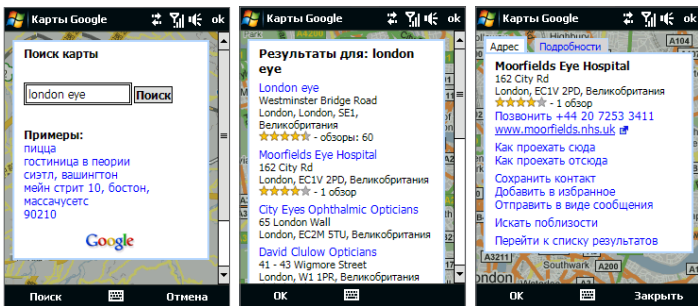 Карты Google ok
Поиск карты
london eye Поиск
Примеры:
пицца
гостиница в пеории
сиэтл, вашингтон
мейн стрит 10, бостон,
массачусетс
90210
Google
Поиск Отмена
Карты Google ok
Результаты для: london
eye
London eye
Westminster Bridge Road
London, London, SE1,
Великобритания
- обзоры: 60
Moorfields Eye Hospital
162 City Rd
London, EC1V 2PD, Великобритания
- 1 обзор
City Eyes Ophthalmic Opticians
65 London Wall
London, EC2M 5TU, Великобритания
David Clulow Opticians
41 - 43 Wigmore Street
London, W1 1PR, Великобритания
OK
Карты Google ok
Highbury
A104
Адрес Подробности
Moorfields Eye Hospital
162 City Rd
London, EC1V 2PD, Великобритания
- 1 обзор
Позвонить +44 20 7253 3411
www.moorfields.nhs.uk
Как проехать сюда
Как проехать отсюда
Сохранить контакт
Добавить в избранное
Отправить в виде сообщения
Искать поблизости
Перейти к списку результатов
A3211
Southwark A200
OK Закрыть